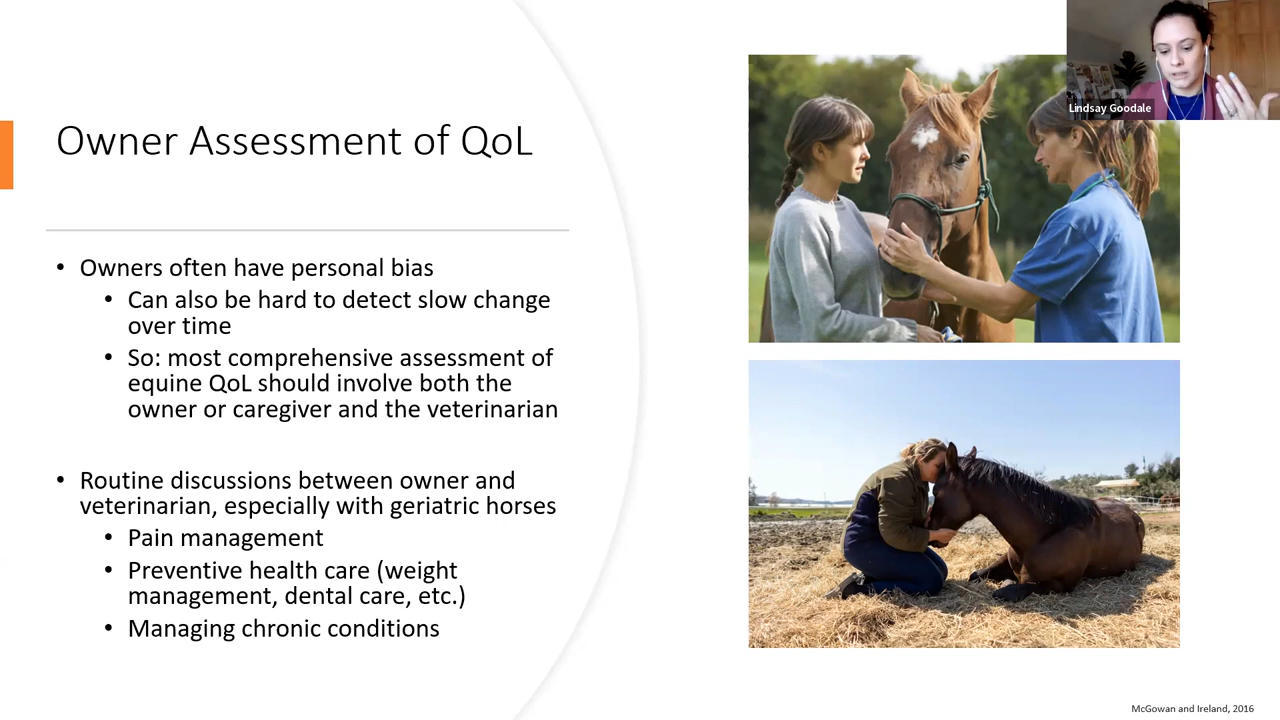 Lindsay Goodale
Owner Assessment of QoL
• Owners often have personal bias
• Can also be hard to detect slow change
over time
• So: most comprehensive assessment of
equine QoL should involve both the
owner or caregiver and the veterinarian
• Routine discussions between owner and
veterinarian, especially with geriatric horses
• Pain management
• Preventive health care (weight
management, dental care, etc.)
• Managing chronic conditions
McGowan and Ireland, 2016